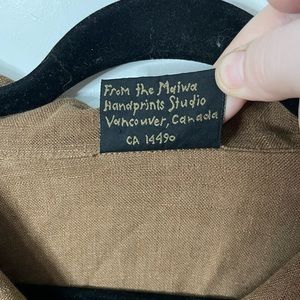 From the Maiwa
Handprints Studio
Vancouver, Canada
CA 14490